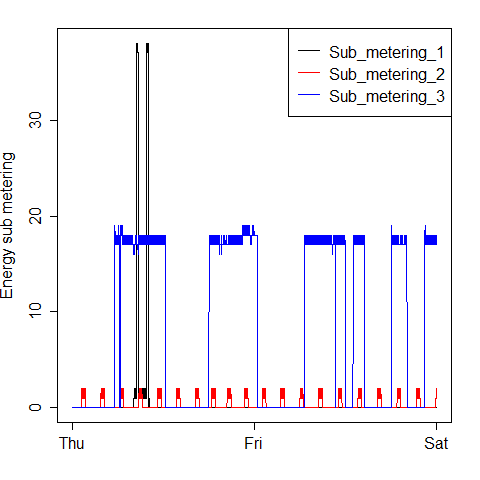 Sub_metering_1
Sub_metering_2
Sub_metering_3
Energy sub metering
30
20
10
0
Thu Fri Sat